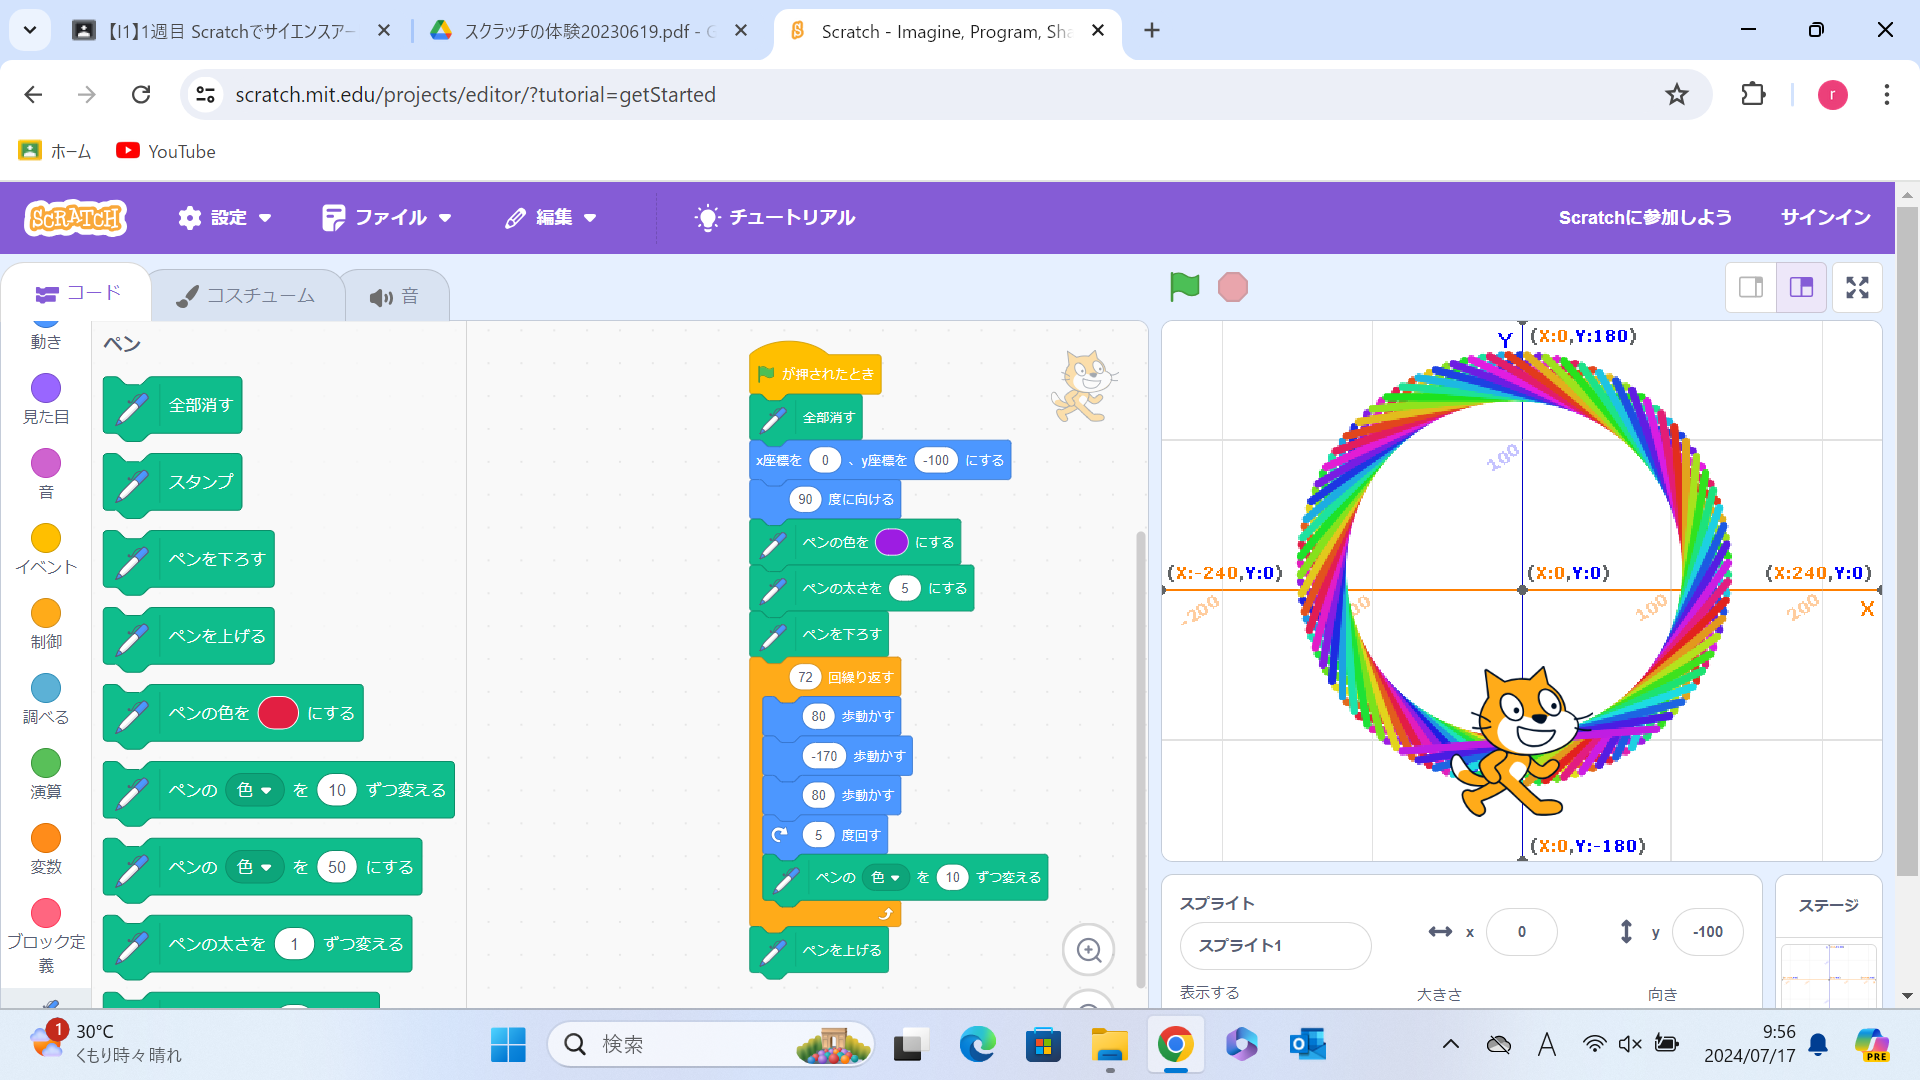 【I1】1週目 Scratchでサイエンスアー
スクラッチの体験20230619.pdf - G
Scratch - Imagine, Program, Sha
scratch.mit.edu/projects/editor/?tutorial=getStarted
r
ホーム
YouTube
SCRATCH
設定
ファイル
編集
チュートリアル
Scratchに参加しよう
サインイン
コード
コスチューム
音
動き
見た目
音
イベント
制御
調べる
演算
変数
ブロック定
義
ペン
全部消す
スタンプ
ペンを下ろす
ペンを上げる
ペンの色を にする
ペンの 色 を 10 ずつ変える
ペンの 色 を 50 にする
ペンの太さを 1 ずつ変える
が押されたとき
全部消す
x座標を 0 、y座標を -100 にする
90 度に向ける
ペンの色を にする
ペンの太さを 5 にする
ペンを下ろす
72 回繰り返す
80 歩動かす
-170 歩動かす
80 歩動かす
5 度回す
ペンの 色 を 10 ずつ変える
ペンを上げる
Y (X:0,Y:180)
100
(X:-240,Y:0)
(X:0,Y:0)
(X:240,Y:0)
-200
100
200
X
(X:0,Y:-180)
スプライト
スプライト1
x 0
y -100
表示する
大きさ
向き
ステージ
1
30°C
くもり時々晴れ
検索
A
9:56
2024/07/17
PRE